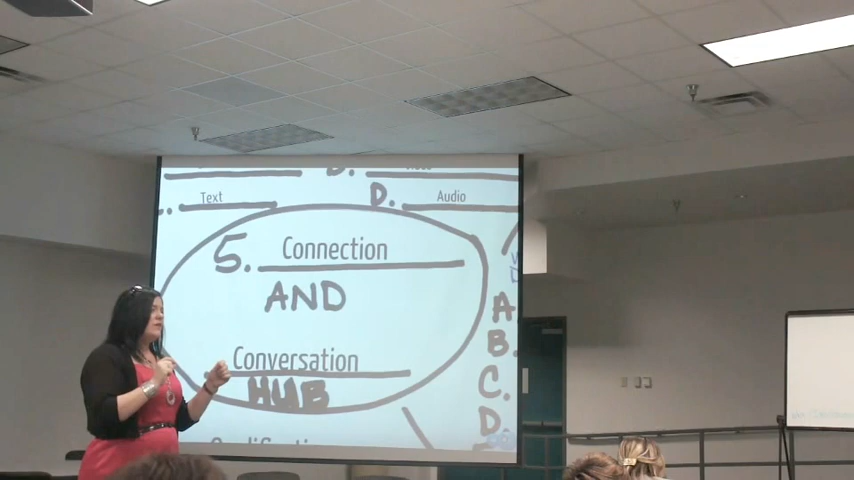 D.
Text
D. Audio
5. Connection
AND
Conversation
HUB
A
B.
C.
D.